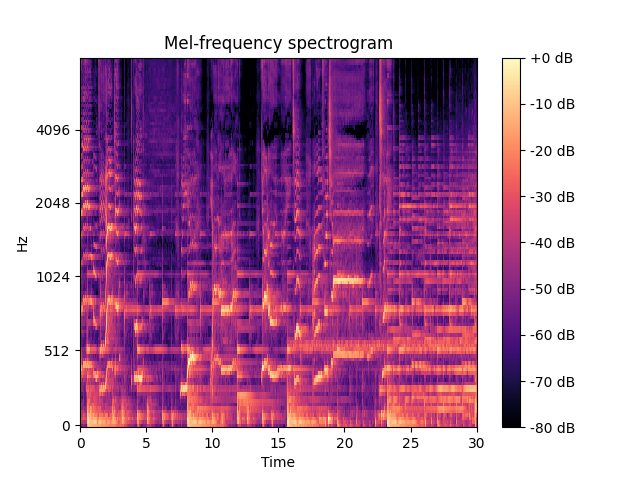 Mel-frequency spectrogram
+0 dB
-10 dB
-20 dB
-30 dB
-40 dB
-50 dB
-60 dB
-70 dB
-80 dB
4096
2048
1024
512
0
Hz
0 5 10 15 20 25 30
Time